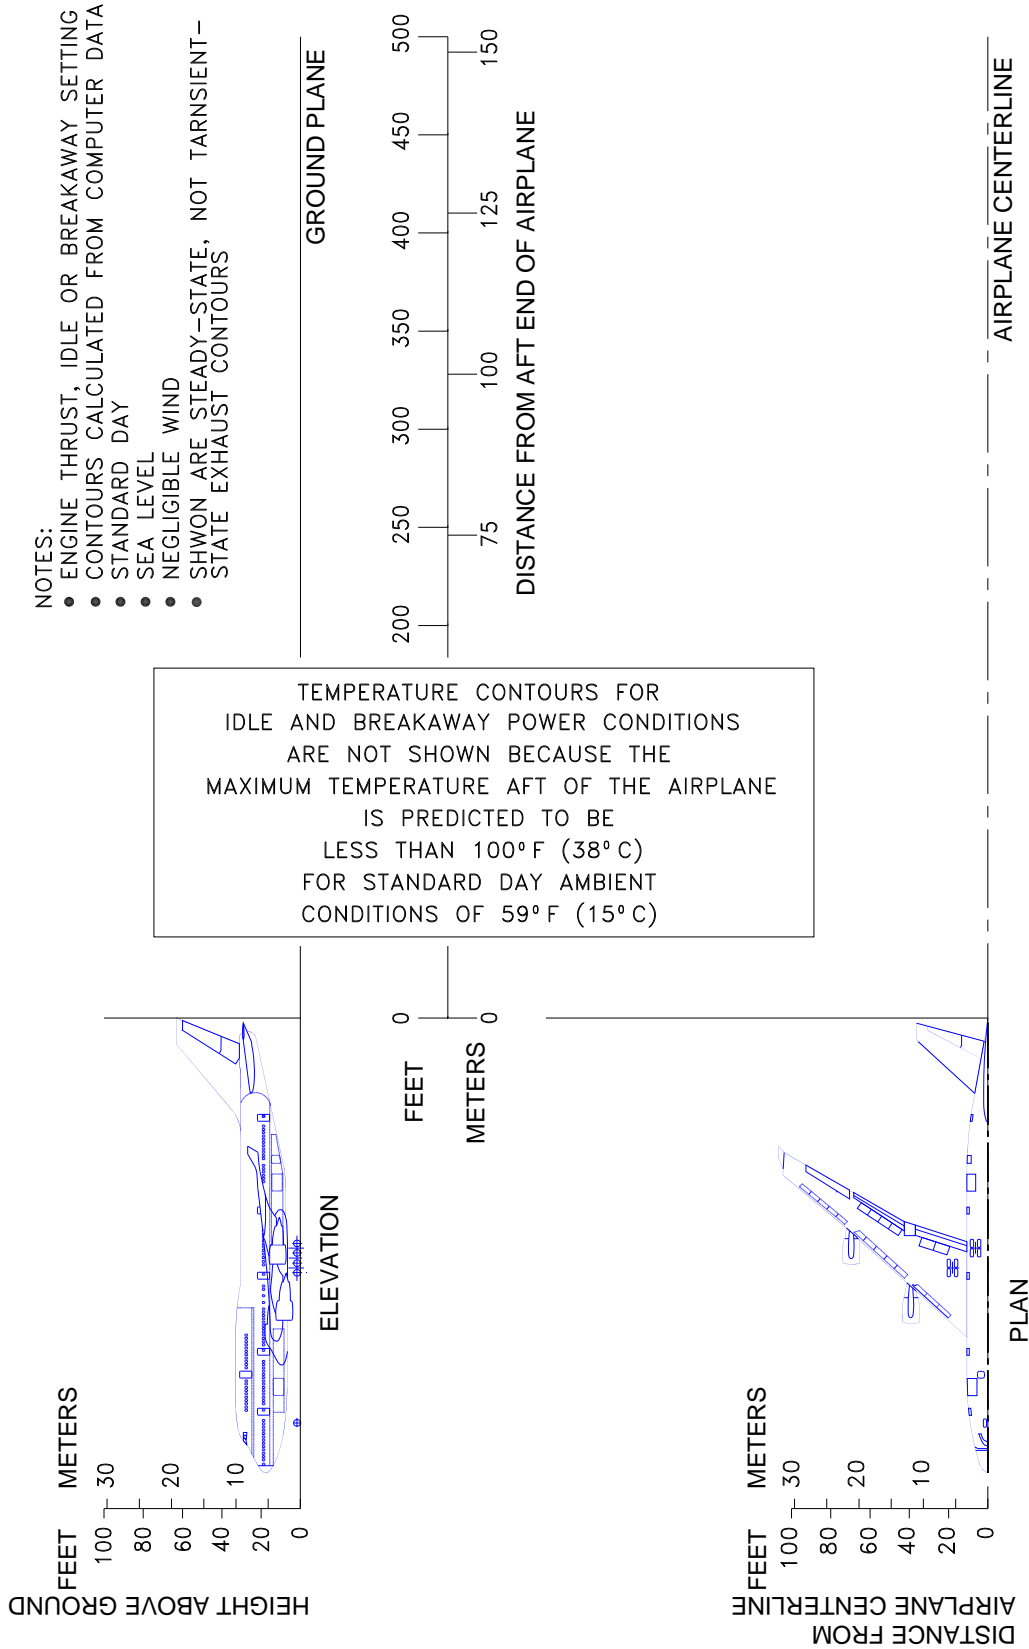 NOTES:
● ENGINE THRUST, IDLE OR BREAKAWAY SETTING
● CONTOURS CALCULATED FROM COMPUTER DATA
● STANDARD DAY
● SEA LEVEL
● NEGLIGIBLE WIND
● SHWON ARE STEADY-STATE, NOT TARNSIENT-
STATE EXHAUST CONTOURS
HEIGHT ABOVE GROUND
FEET
100
80
60
40
20
0
METERS
30
20
10
ELEVATION
GROUND PLANE
TEMPERATURE CONTOURS FOR
IDLE AND BREAKAWAY POWER CONDITIONS
ARE NOT SHOWN BECAUSE THE
MAXIMUM TEMPERATURE AFT OF THE AIRPLANE
IS PREDICTED TO BE
LESS THAN 100°F (38°C)
FOR STANDARD DAY AMBIENT
CONDITIONS OF 59°F (15°C)
FEET
0
200
250
300
350
400
450
500
METERS
0
75
100
125
150
DISTANCE FROM AFT END OF AIRPLANE
DISTANCE FROM
AIRPLANE CENTERLINE
FEET
100
80
60
40
20
0
METERS
30
20
10
PLAN
AIRPLANE CENTERLINE